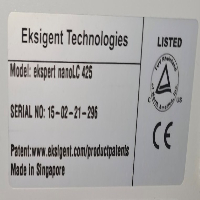 Eksigent Technologies
LISTED
Model: ekspert nanoLC 425
SERIAL NO: 15-02-21-296
Patent:www.eksigent.com/productpatents
Made in Singapore
C US
CE